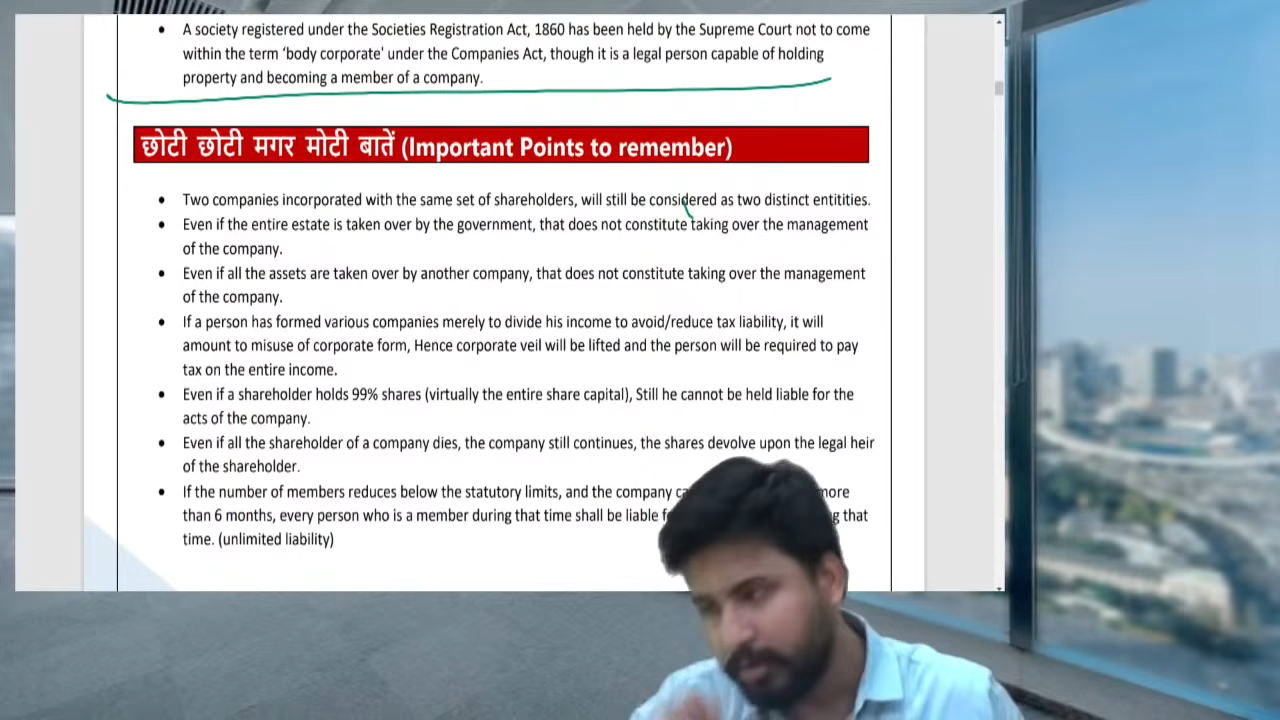 A society registered under the Societies Registration Act, 1860 has been held by the Supreme Court not to come
within the term ‘body corporate' under the Companies Act, though it is a legal person capable of holding
property and becoming a member of a company.
छोटी छोटी मगर मोटी बातें (Important Points to remember)
Two companies incorporated with the same set of shareholders, will still be considered as two distinct entitities.
Even if the entire estate is taken over by the government, that does not constitute taking over the management
of the company.
Even if all the assets are taken over by another company, that does not constitute taking over the management
of the company.
If a person has formed various companies merely to divide his income to avoid/reduce tax liability, it will
amount to misuse of corporate form, Hence corporate veil will be lifted and the person will be required to pay
tax on the entire income.
Even if a shareholder holds 99% shares (virtually the entire share capital), Still he cannot be held liable for the
acts of the company.
Even if all the shareholder of a company dies, the company still continues, the shares devolve upon the legal heir
of the shareholder.
If the number of members reduces below the statutory limits, and the company more
than 6 months, every person who is a member during that time shall be liable that
time. (unlimited liability)